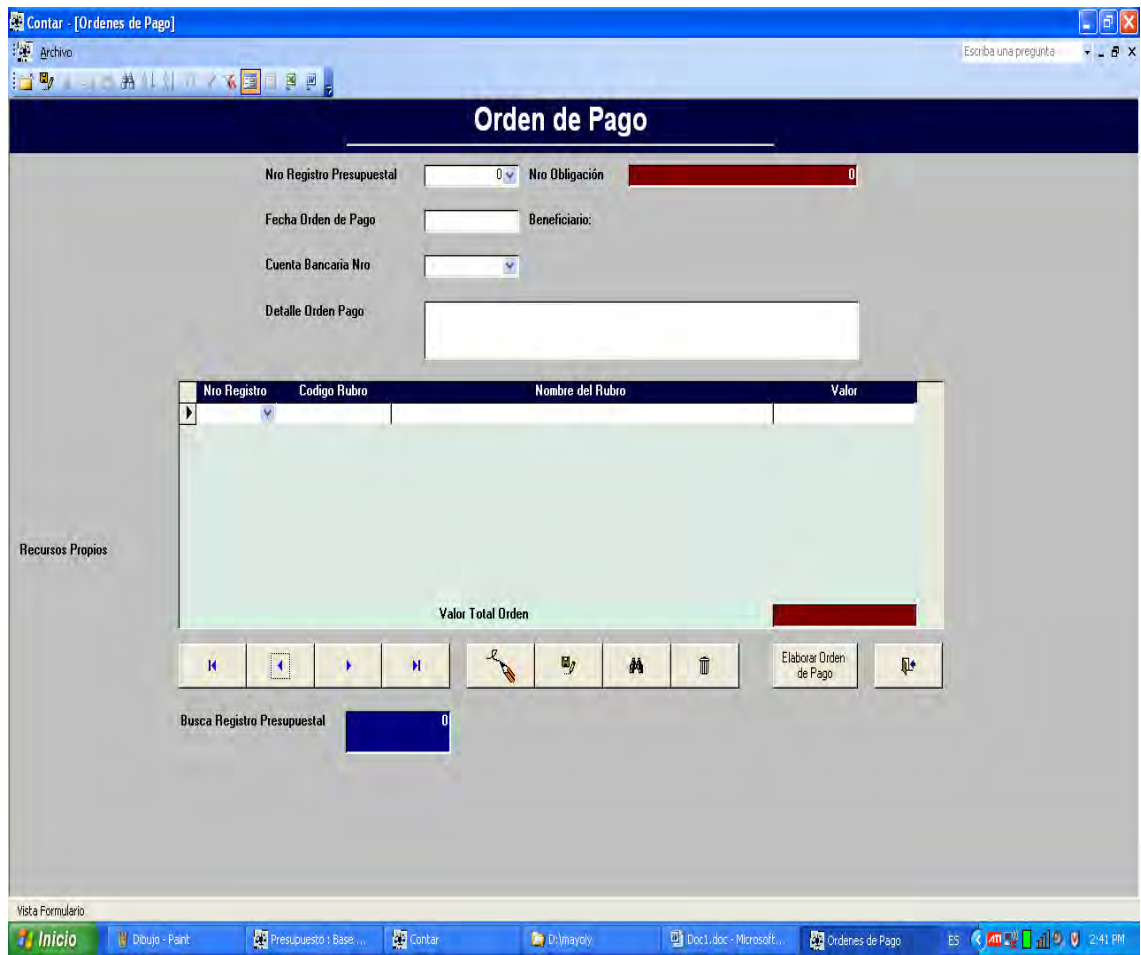 Contar - [Ordenes de Pago]
Archivo
Escriba una pregunta
Orden de Pago
Nro Registro Presupuestal 0 Nro Obligación 0
Fecha Orden de Pago Beneficiario:
Cuenta Bancaria Nro
Detalle Orden Pago
Nro Registro Codigo Rubro Nombre del Rubro Valor
Recursos Propios
Valor Total Orden
Elaborar Orden
de Pago
Busca Registro Presupuestal 0
Vista Formulario
Inicio Dibujo - Paint Presupuesto : Base ... Contar D:\mayoly Doc1.doc - Microsoft... Ordenes de Pago ES ATI 2:41 PM